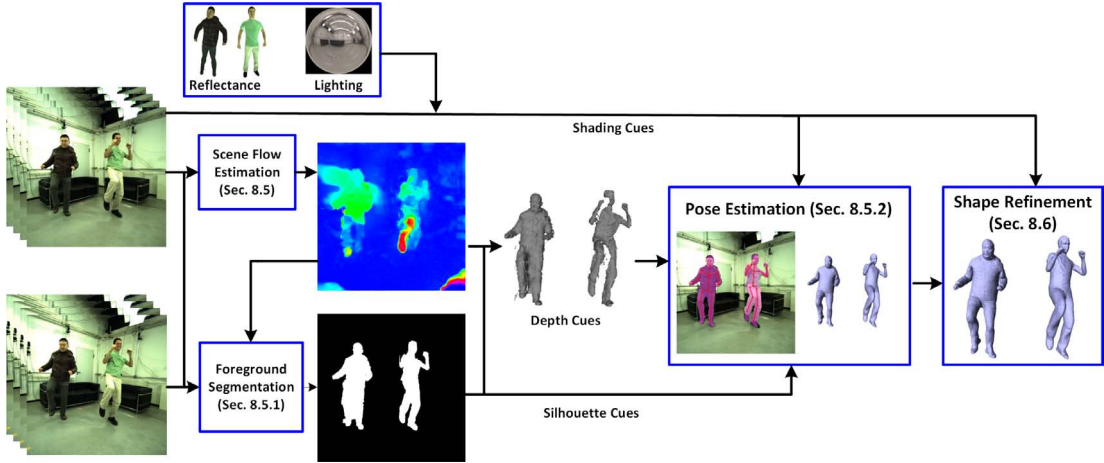 Reflectance
Lighting
Shading Cues
Scene Flow
Estimation
(Sec. 8.5)
Pose Estimation (Sec. 8.5.2)
Shape Refinement
(Sec. 8.6)
Depth Cues
Foreground
Segmentation
(Sec. 8.5.1)
Silhouette Cues